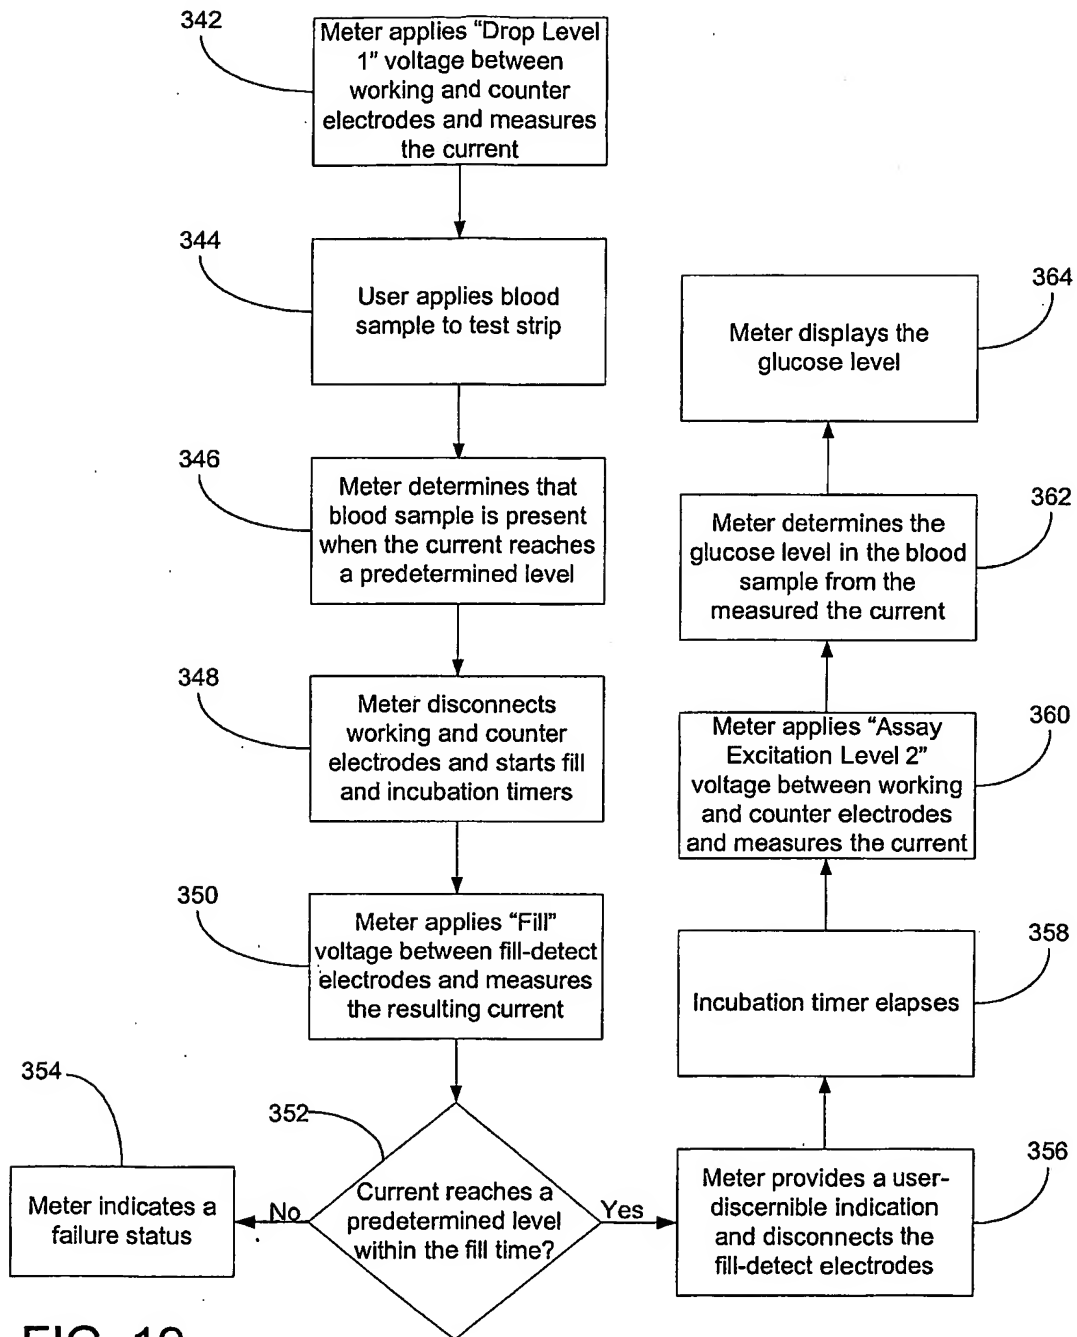 342
Meter applies “Drop Level
1” voltage between
working and counter
electrodes and measures
the current
344
User applies blood
sample to test strip
346
Meter determines that
blood sample is present
when the current reaches
a predetermined level
348
Meter disconnects
working and counter
electrodes and starts fill
and incubation timers
350
Meter applies “Fill”
voltage between fill-detect
electrodes and measures
the resulting current
352
Current reaches a
predetermined level
within the fill time?
No
354
Meter indicates a
failure status
Yes
356
Meter provides a user-
discernible indication
and disconnects the
fill-detect electrodes
358
Incubation timer elapses
360
Meter applies “Assay
Excitation Level 2”
voltage between working
and counter electrodes
and measures the current
362
Meter determines the
glucose level in the blood
sample from the
measured the current
364
Meter displays the
glucose level
FIG.